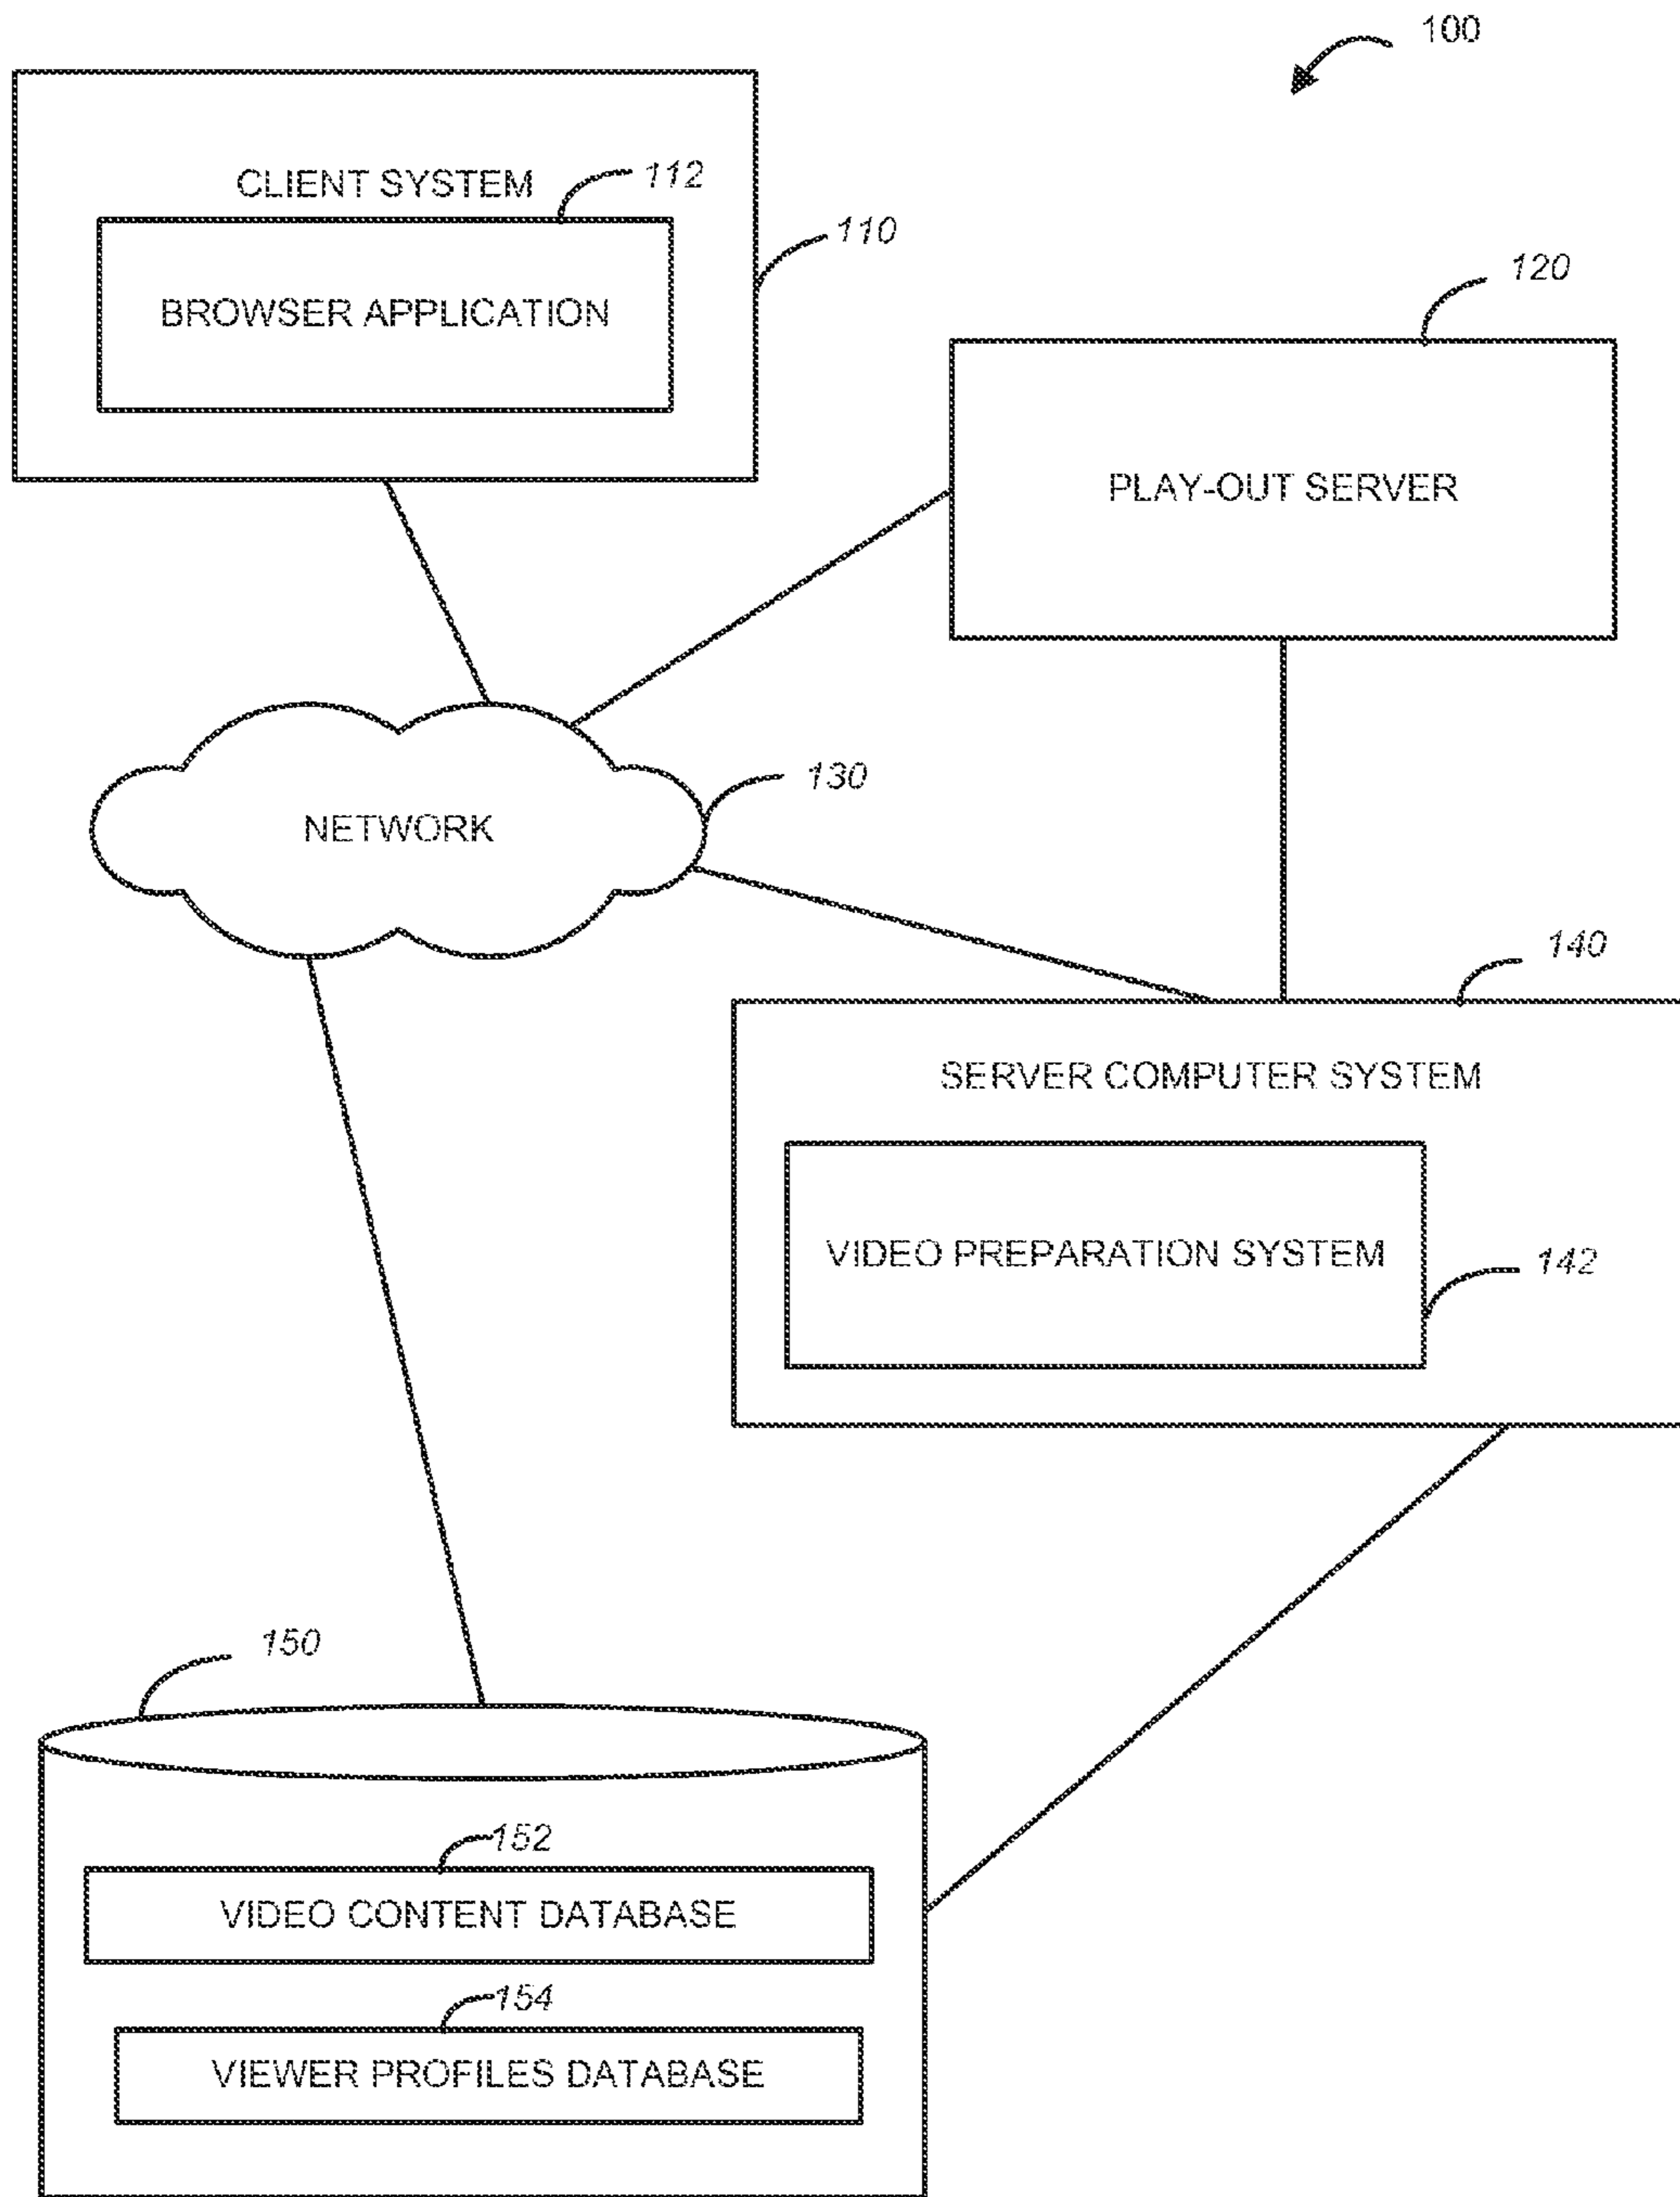 100
CLIENT SYSTEM
112
110
BROWSER APPLICATION
120
PLAY-OUT SERVER
130
NETWORK
140
SERVER COMPUTER SYSTEM
VIDEO PREPARATION SYSTEM
142
150
152
VIDEO CONTENT DATABASE
154
VIEWER PROFILES DATABASE